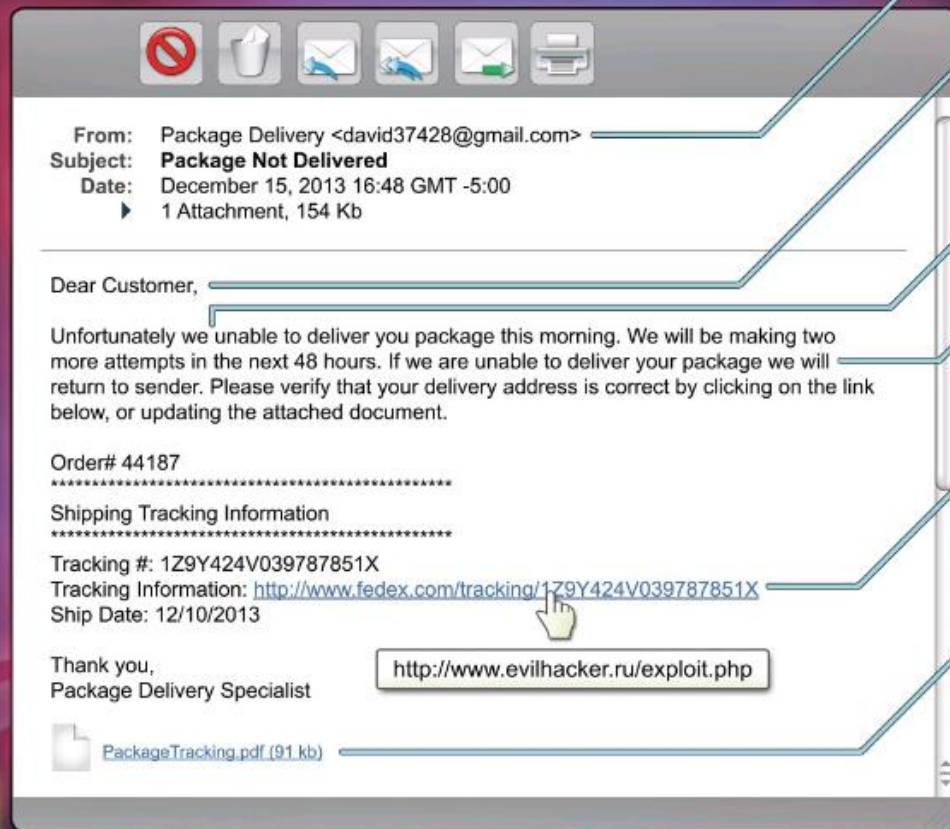 From: Package Delivery <david37428@gmail.com>
Subject: Package Not Delivered
Date: December 15, 2013 16:48 GMT -5:00
1 Attachment, 154 Kb
Dear Customer,
Unfortunately we unable to deliver you package this morning. We will be making two
more attempts in the next 48 hours. If we are unable to deliver your package we will
return to sender. Please verify that your delivery address is correct by clicking on the link
below, or updating the attached document.
Order# 44187
**************************************************
Shipping Tracking Information
**************************************************
Tracking #: 1Z9Y424V039787851X
Tracking Information: http://www.fedex.com/tracking/1Z9Y424V039787851X
Ship Date: 12/10/2013
http://www.evilhacker.ru/exploit.php
Thank you,
Package Delivery Specialist
PackageTracking.pdf (91 kb)